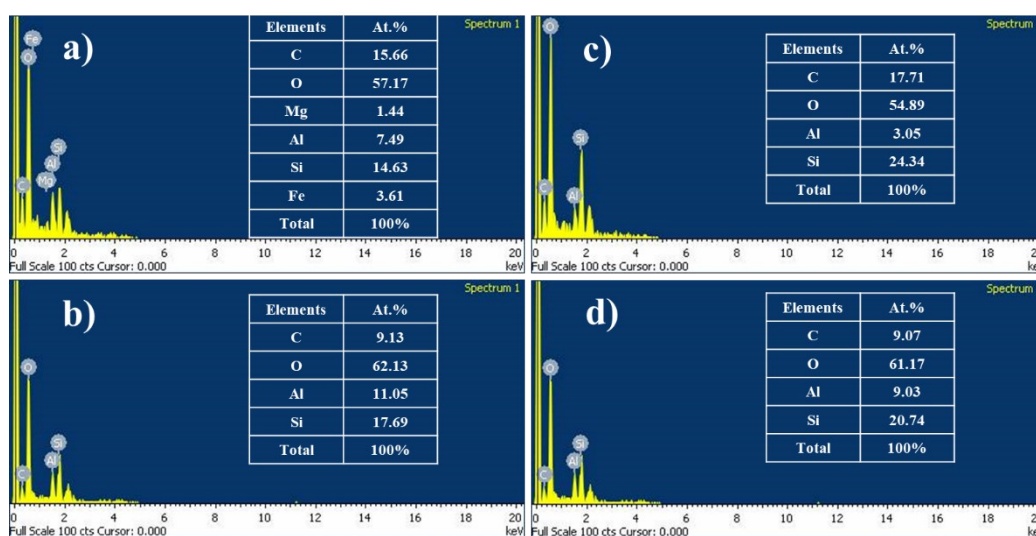 a)
Spectrum 1
Elements At.%
C 15.66
O 57.17
Mg 1.44
Al 7.49
Si 14.63
Fe 3.61
Total 100%
Fe
O
Si
Al
Mg
C
0 2 4 6 8 10 12 14 16 18 20
Full Scale 100 cts Cursor: 0.000 keV
c)
Spectrum
Elements At.%
C 17.71
O 54.89
Al 3.05
Si 24.34
Total 100%
O
Si
C
Al
0 2 4 6 8 10 12 14 16 18 2
Full Scale 100 cts Cursor: 0.000 ke
b)
Spectrum 1
Elements At.%
C 9.13
O 62.13
Al 11.05
Si 17.69
Total 100%
O
Si
Al
C
0 2 4 6 8 10 12 14 16 18 20
Full Scale 100 cts Cursor: 0.000 keV
d)
Spectrum
Elements At.%
C 9.07
O 61.17
Al 9.03
Si 20.74
Total 100%
O
Si
Al
C
0 2 4 6 8 10 12 14 16 18 2
Full Scale 100 cts Cursor: 0.000 ke